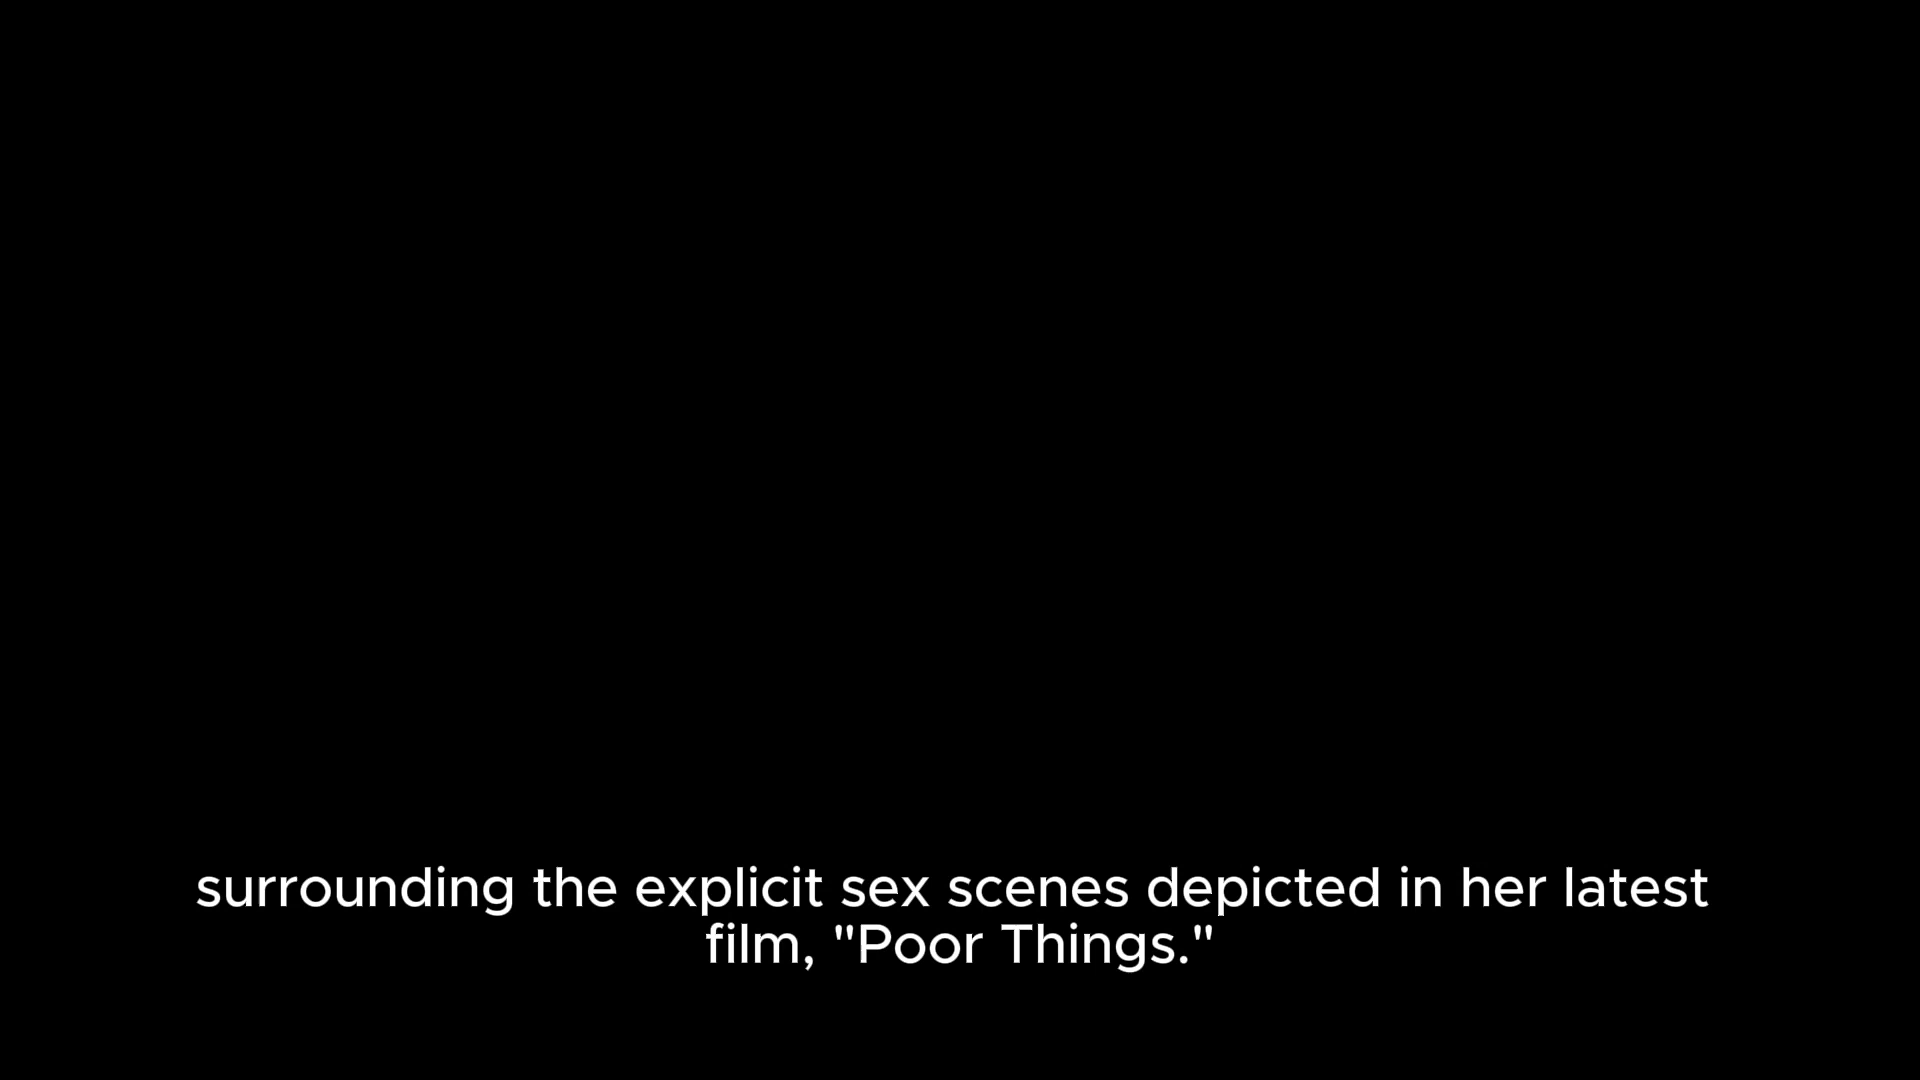 surrounding the explicit sex scenes depicted in her latest
film, "Poor Things."